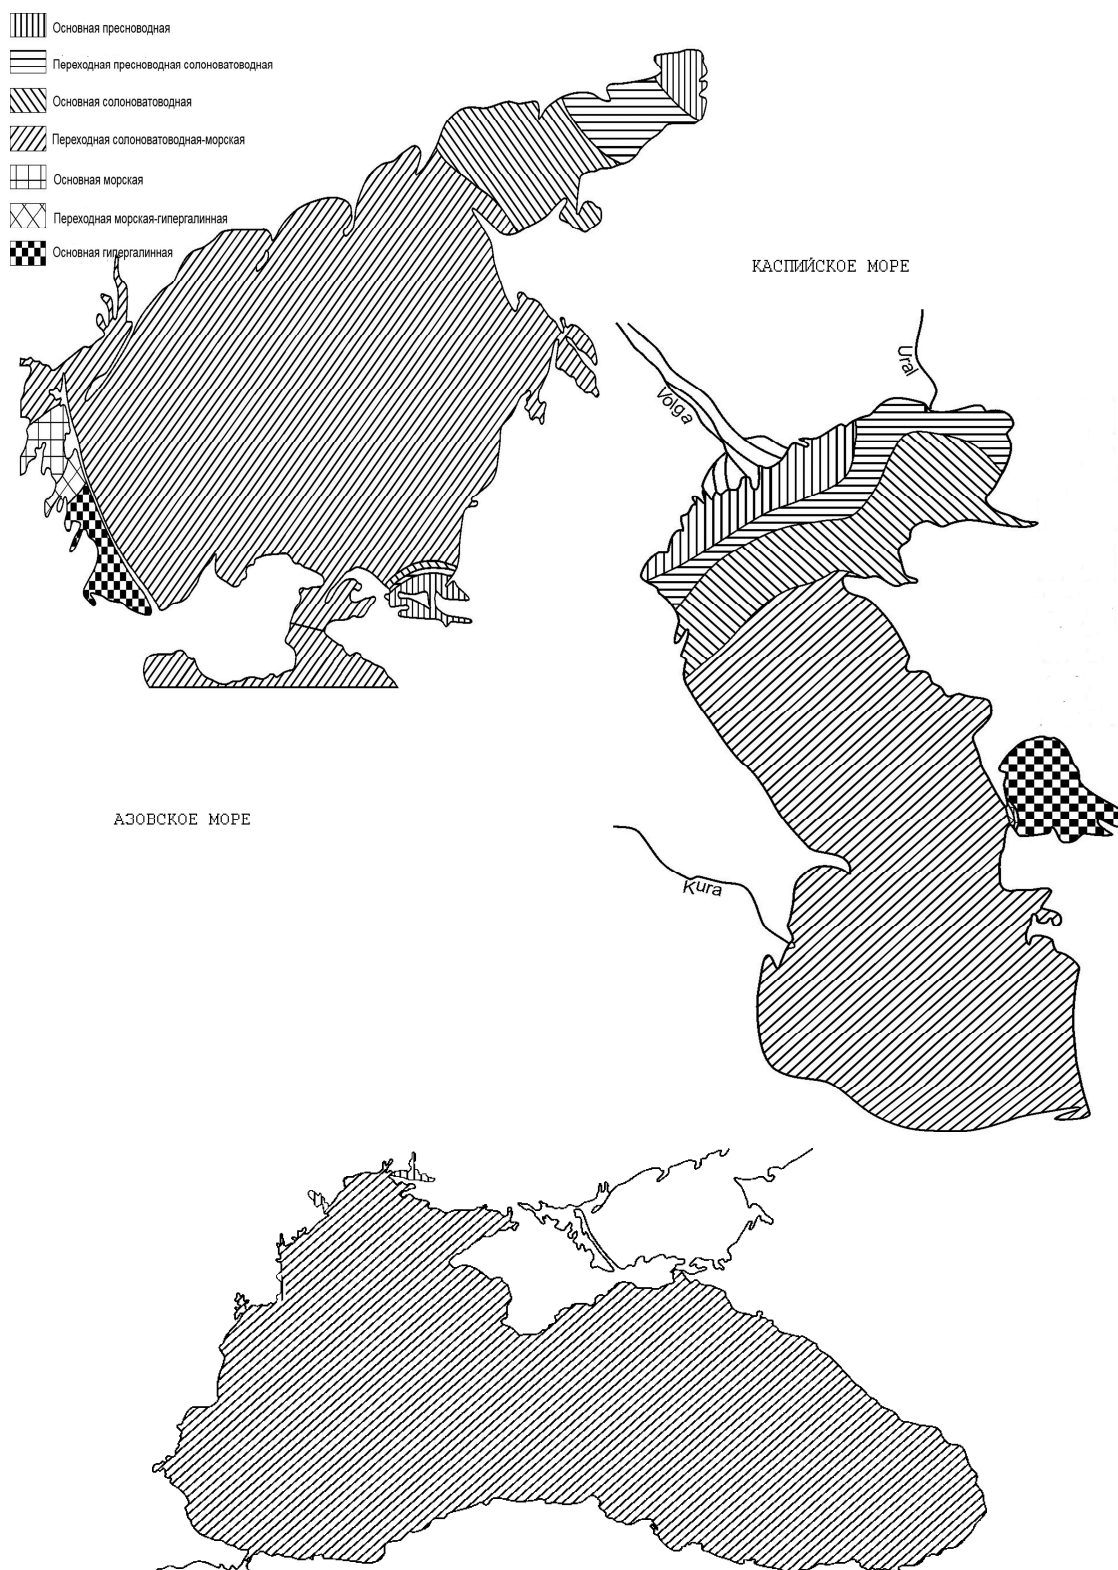 Основная пресноводная
Переходная пресноводная солоноватоводная
Основная солоноватоводная
Переходная солоноватоводная-морская
Основная морская
Переходная морская-гипергалинная
Основная гипергалинная
КАСПИЙСКОЕ МОРЕ
Ural
Volga
АЗОВСКОЕ МОРЕ
Kura